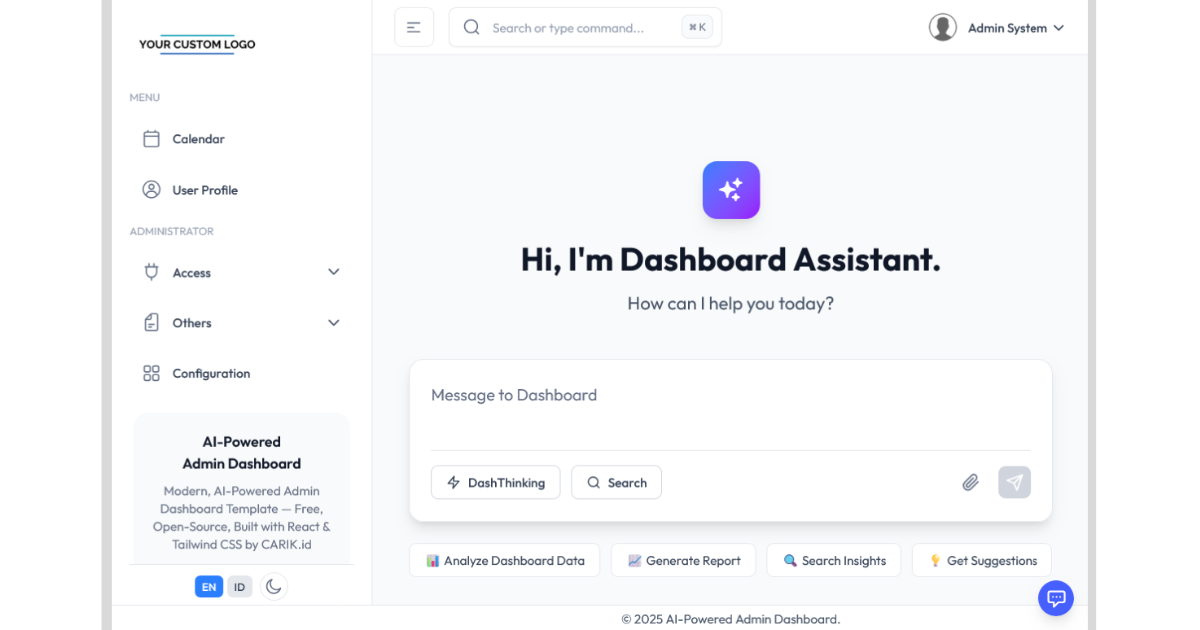 YOUR CUSTOM LOGO
Search or type command...
⌘ K
Admin System
MENU
Calendar
User Profile
ADMINISTRATOR
Access
Others
Configuration
AI-Powered
Admin Dashboard
Modern, AI-Powered Admin
Dashboard Template — Free,
Open-Source, Built with React &
Tailwind CSS by CARIK.id
EN
ID
Hi, I'm Dashboard Assistant.
How can I help you today?
Message to Dashboard
DashThinking
Search
Analyze Dashboard Data
Generate Report
Search Insights
Get Suggestions
© 2025 AI-Powered Admin Dashboard.